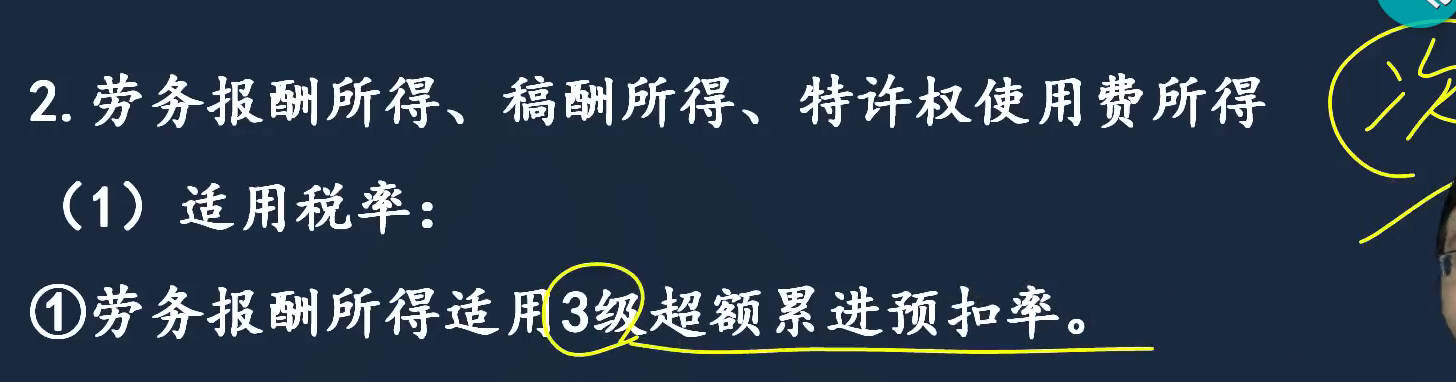 2.劳务报酬所得、稿酬所得、特许权使用费所得
次
（1）适用税率：
①劳务报酬所得适用3级超额累进预扣率。